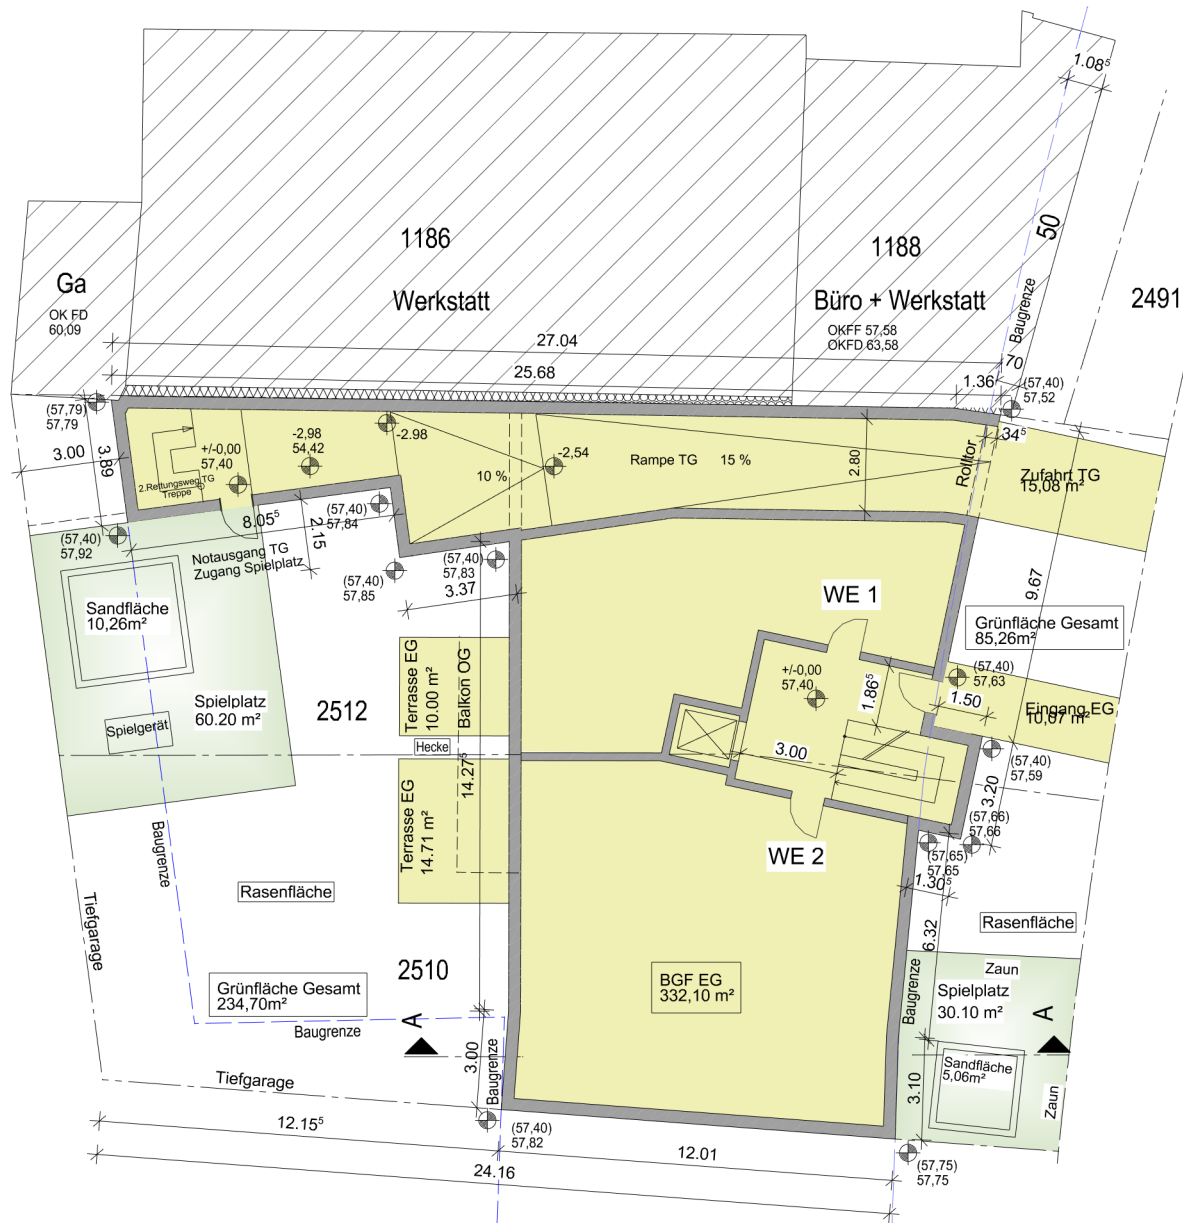 1.08⁵
50
1186
1188
Ga
Werkstatt
Büro + Werkstatt
2491
OK FD
60,09
OKFF 57,58
OKFD 63,58
Baugrenze
27.04
25.68
70
1.36
(57,40)
57,52
(57,79)
57,79
3.00
3.89
+/-0,00
57,40
-2,98
54,42
-2.98
-2,54
10 %
Rampe TG 15 %
2.80
Rolltor
34⁵
Zufahrt TG
15,08 m²
2.Rettungsweg TG
Treppe
8.05⁵
2.15
(57,40)
57,84
(57,40)
57,92
Notausgang TG
Zugang Spielplatz
(57,40)
57,85
(57,40)
57,83
3.37
9.67
WE 1
Sandfläche
10,26m²
Grünfläche Gesamt
85,26m²
Spielplatz
60.20 m²
Spielgerät
2512
Terrasse EG
10.00 m²
Balkon OG
Hecke
+/-0,00
57,40
1.86⁵
(57,40)
57,63
1.50
Eingang EG
10,07 m²
3.00
(57,40)
57,59
3.20
14.27⁵
Terrasse EG
14.71 m²
Baugrenze
(57,66)
57,66
(57,65)
57,65
WE 2
1.30⁵
Rasenfläche
Tiefgarage
6.32
Rasenfläche
2510
Grünfläche Gesamt
234,70m²
BGF EG
332,10 m²
Zaun
Spielplatz
30.10 m²
Baugrenze
A
A
Baugrenze
3.00
Baugrenze
Sandfläche
5,06m²
3.10
Zaun
Tiefgarage
12.15⁵
(57,40)
57,82
12.01
24.16
(57,75)
57,75